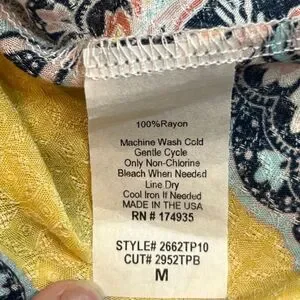 100%Rayon
Machine Wash Cold
Gentle Cycle
Only Non-Chlorine
Bleach When Needed
Line Dry
Cool Iron If Needed
MADE IN THE USA
RN # 174935
STYLE# 2662TP10
CUT# 2952TPB
M